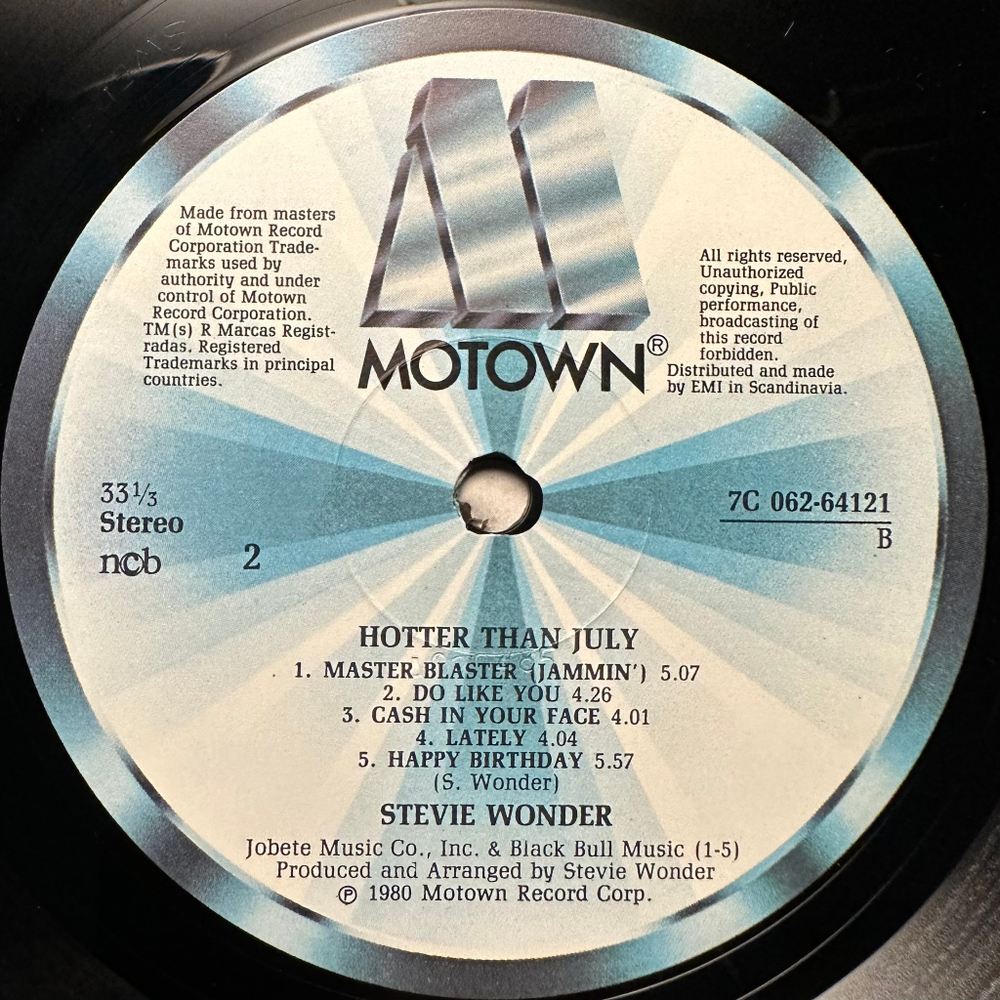 Made from masters
of Motown Record
Corporation Trade-
marks used by
authority and under
control of Motown
Record Corporation.
TM(s) R Marcas Regist-
radas. Registered
Trademarks in principal
countries.
MOTOWN®
All rights reserved,
Unauthorized
copying, Public
performance,
broadcasting of
this record
forbidden.
Distributed and made
by EMI in Scandinavia.
33⅓
Stereo
ncb
2
7C 062-64121
B
HOTTER THAN JULY
1. MASTER BLASTER (JAMMIN') 5.07
2. DO LIKE YOU 4.26
3. CASH IN YOUR FACE 4.01
4. LATELY 4.04
5. HAPPY BIRTHDAY 5.57
(S. Wonder)
STEVIE WONDER
Jobete Music Co., Inc. & Black Bull Music (1-5)
Produced and Arranged by Stevie Wonder
℗ 1980 Motown Record Corp.